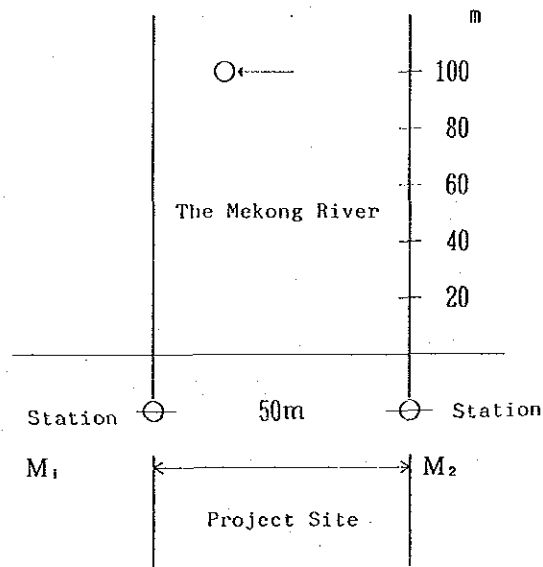 m
100
80
The Mekong River
60
40
20
Station
50m
Station
M₁
M₂
Project Site